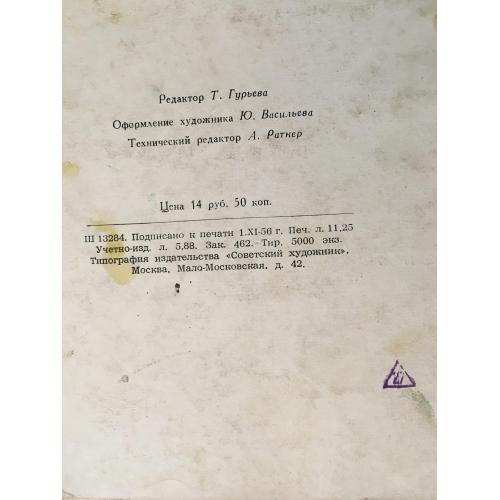 Редактор Т. Гурьева
Оформление художника Ю. Васильева
Технический редактор А. Ратнер
Цена 14 руб. 50 коп.
Ш 13284. Подписано к печати 1.XI-56 г. Печ. л. 11,25
Учетно-изд. л. 5,88. Зак. 462. Тир. 5000 экз.
Типография издательства «Советский художник».
Москва, Мало-Московская, д. 42.